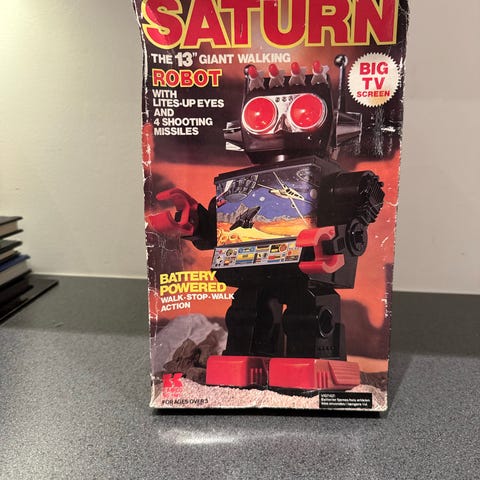 SATURN
THE 13" GIANT WALKING
ROBOT
WITH
LITES-UP EYES
AND
4 SHOOTING
MISSILES
BIG
TV
SCREEN
BATTERY
POWERED
WALK-STOP-WALK
ACTION
FOR AGES OVER 3